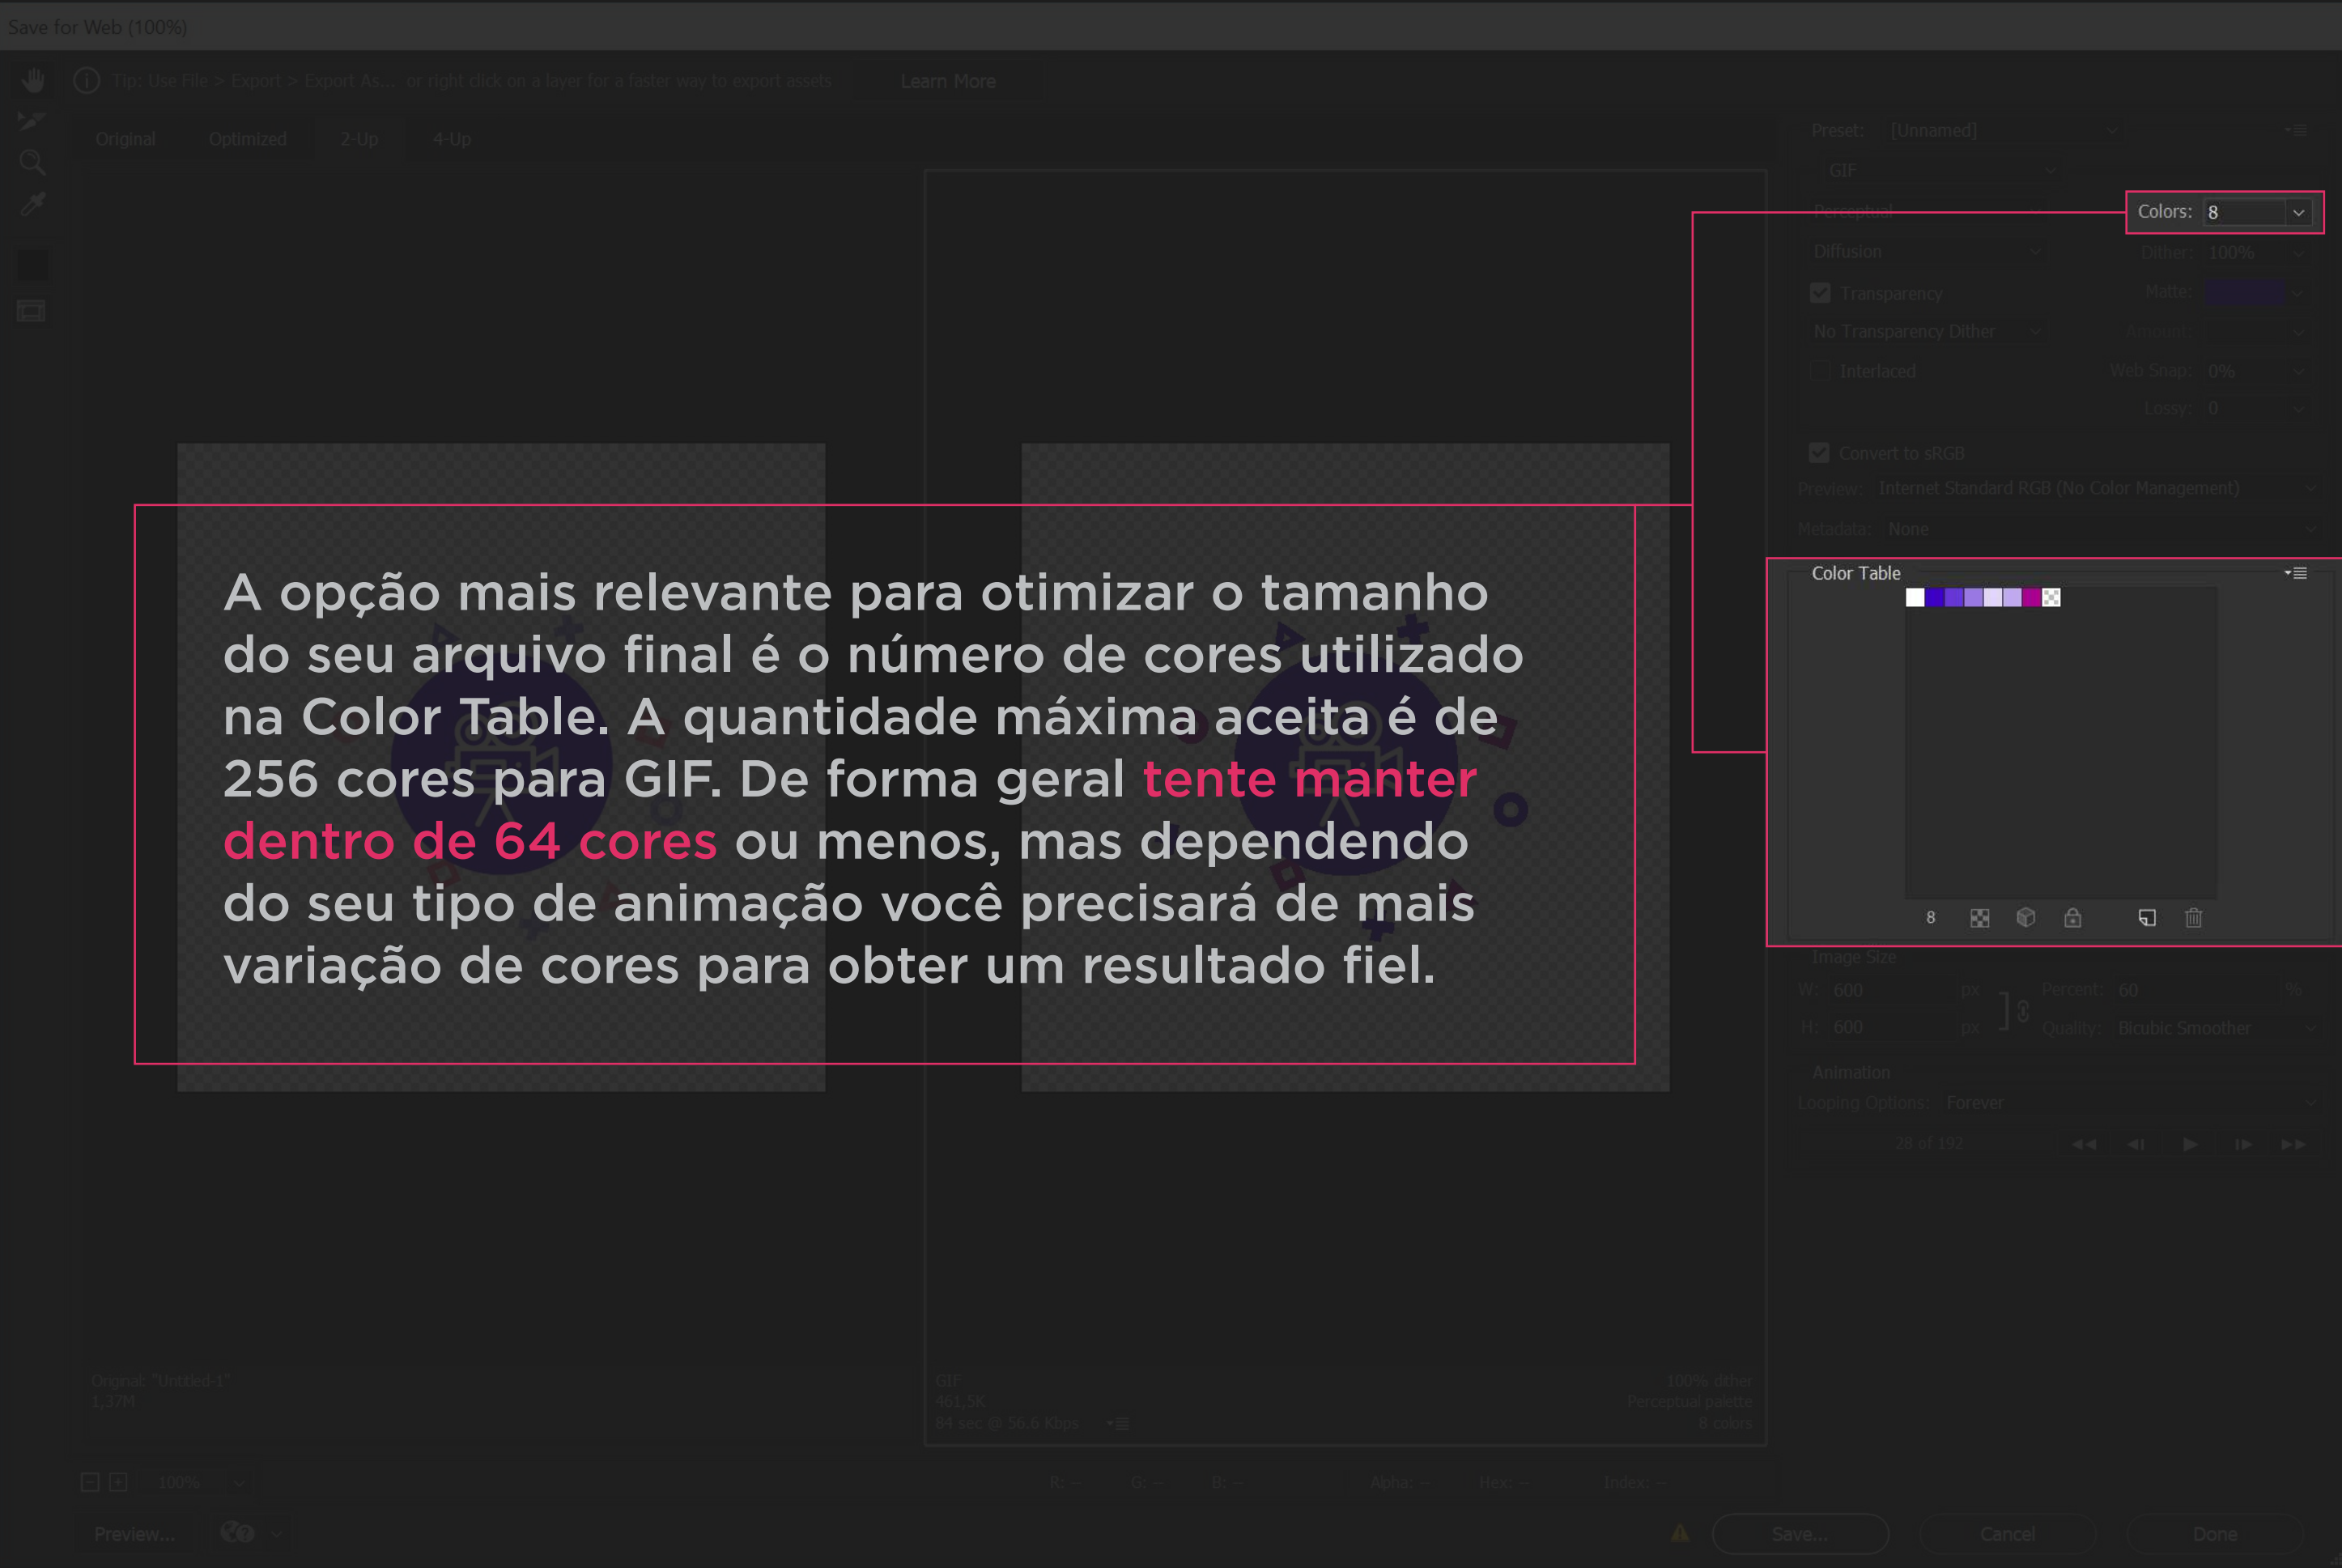 Save for Web (100%)
Tip: Use File > Export > Export As... or right click on a layer for a faster way to export assets
Learn More
Original Optimized 2-Up 4-Up
Preset: [Unnamed]
GIF
Perceptual Colors: 8
Diffusion Dither: 100%
Transparency Matte:
No Transparency Dither Amount:
Interlaced Web Snap: 0%
Lossy: 0
Convert to sRGB
Preview: Internet Standard RGB (No Color Management)
Metadata: None
A opção mais relevante para otimizar o tamanho
do seu arquivo final é o número de cores utilizado
na Color Table. A quantidade máxima aceita é de
256 cores para GIF. De forma geral tente manter
dentro de 64 cores ou menos, mas dependendo
do seu tipo de animação você precisará de mais
variação de cores para obter um resultado fiel.
Color Table
8
Image Size
W: 600 px Percent: 60 %
H: 600 px Quality: Bicubic Smoother
Animation
Looping Options: Forever
28 of 192
Original: "Untitled-1"
1,37M
GIF 100% dither
461,5K Perceptual palette
84 sec @ 56.6 Kbps 8 colors
100% R: -- G: -- B: -- Alpha: -- Hex: -- Index: --
Preview... Save... Cancel Done